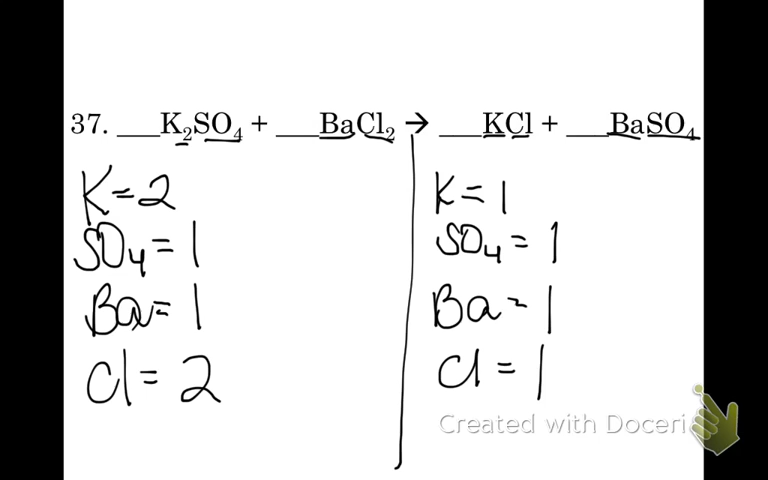 37. ___K₂SO₄ + ___BaCl₂ → ___KCl + ___BaSO₄
K = 2 K = 1
SO₄ = 1 SO₄ = 1
Ba = 1 Ba = 1
Cl = 2 Cl = 1
Created with Doceri